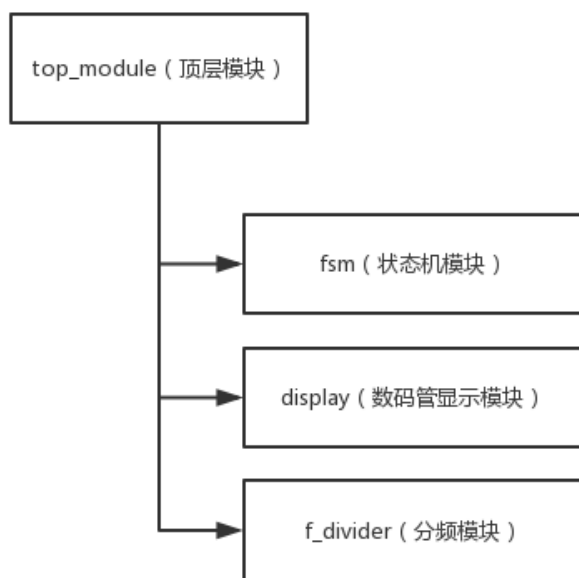 top_module（顶层模块）
fsm（状态机模块）
display（数码管显示模块）
f_divider（分频模块）